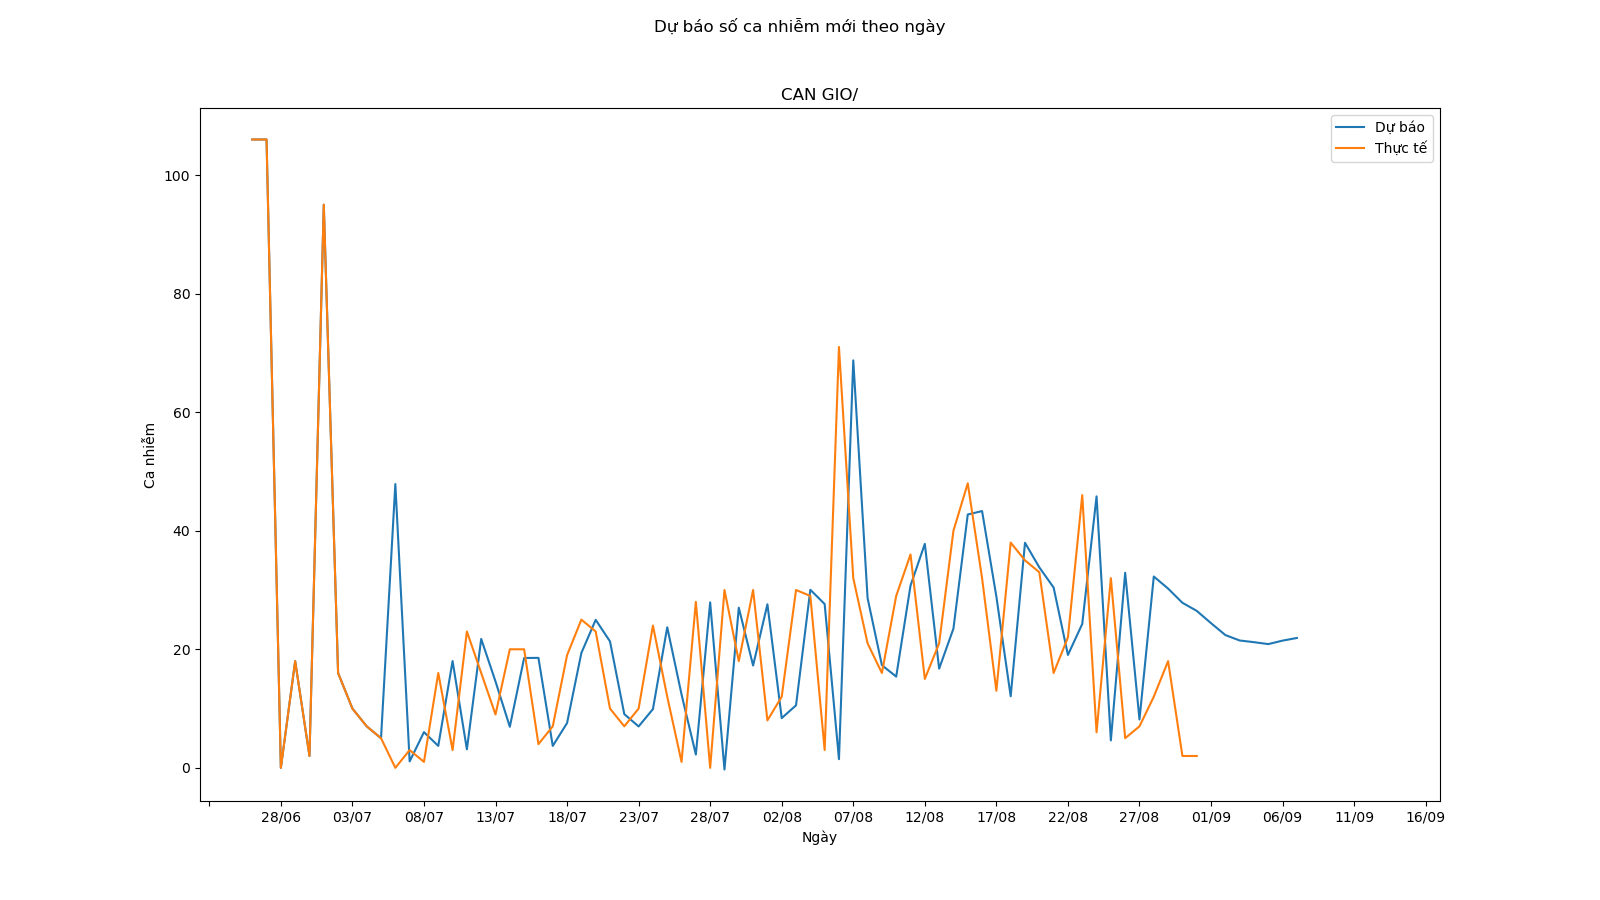 Dự báo số ca nhiễm mới theo ngày
CAN GIO/
Dự báo
Thực tế
100
80
60
40
20
0
Ca nhiễm
28/06 03/07 08/07 13/07 18/07 23/07 28/07 02/08 07/08 12/08 17/08 22/08 27/08 01/09 06/09 11/09 16/09
Ngày